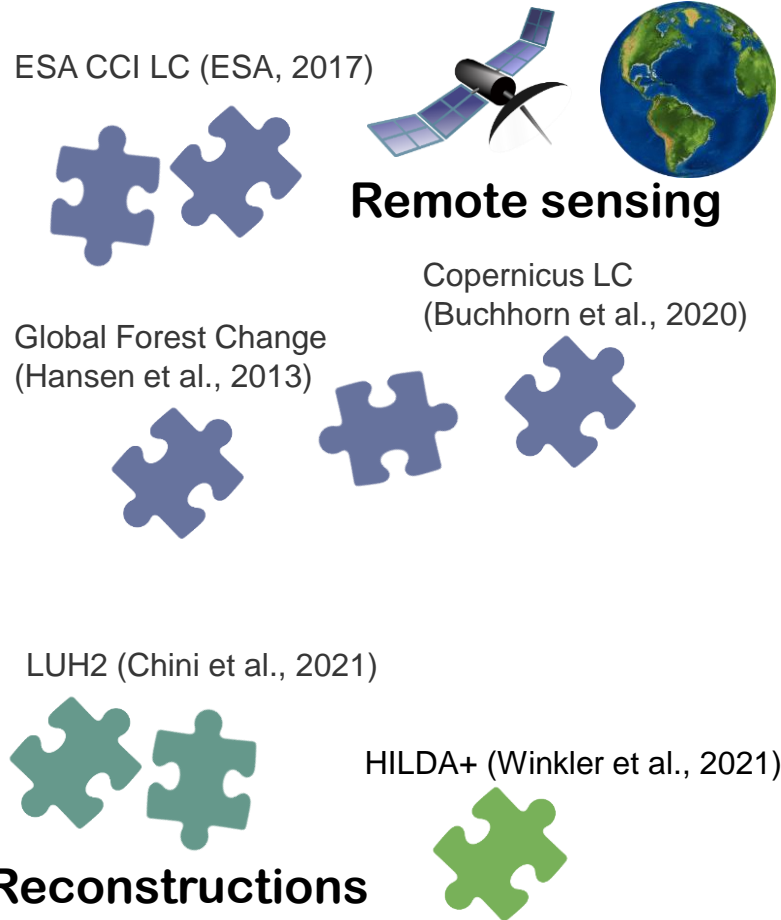 ESA CCI LC (ESA, 2017)
Remote sensing
Copernicus LC
(Buchhorn et al., 2020)
Global Forest Change
(Hansen et al., 2013)
LUH2 (Chini et al., 2021)
HILDA+ (Winkler et al., 2021)
Reconstructions